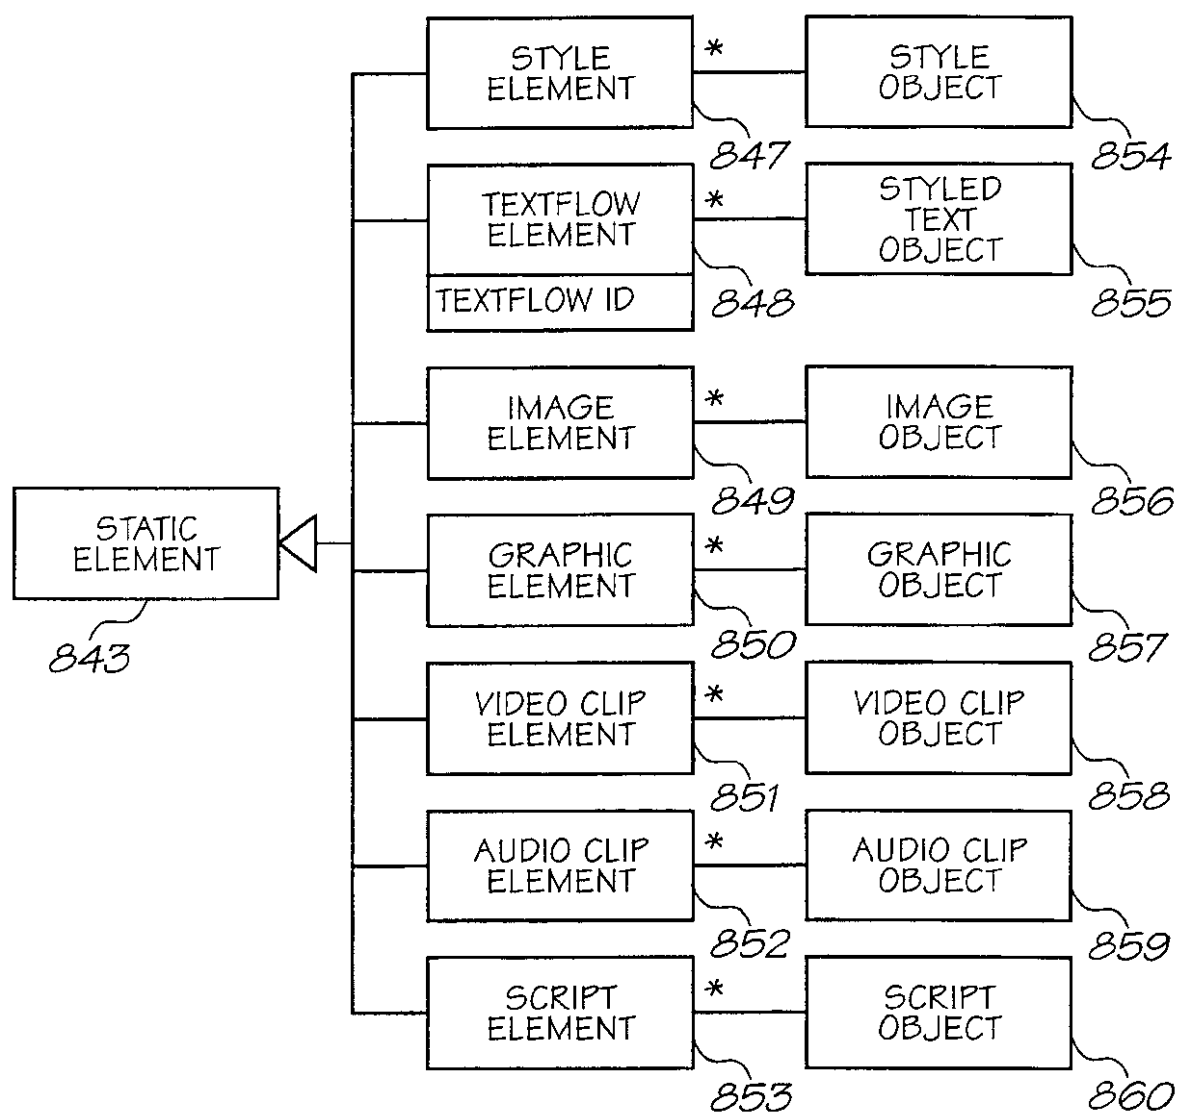 STYLE
ELEMENT
*
STYLE
OBJECT
847
854
TEXTFLOW
ELEMENT
*
STYLED
TEXT
OBJECT
848
855
TEXTFLOW ID
IMAGE
ELEMENT
*
IMAGE
OBJECT
849
856
STATIC
ELEMENT
843
GRAPHIC
ELEMENT
*
GRAPHIC
OBJECT
850
857
VIDEO CLIP
ELEMENT
*
VIDEO CLIP
OBJECT
851
858
AUDIO CLIP
ELEMENT
*
AUDIO CLIP
OBJECT
852
859
SCRIPT
ELEMENT
*
SCRIPT
OBJECT
853
860